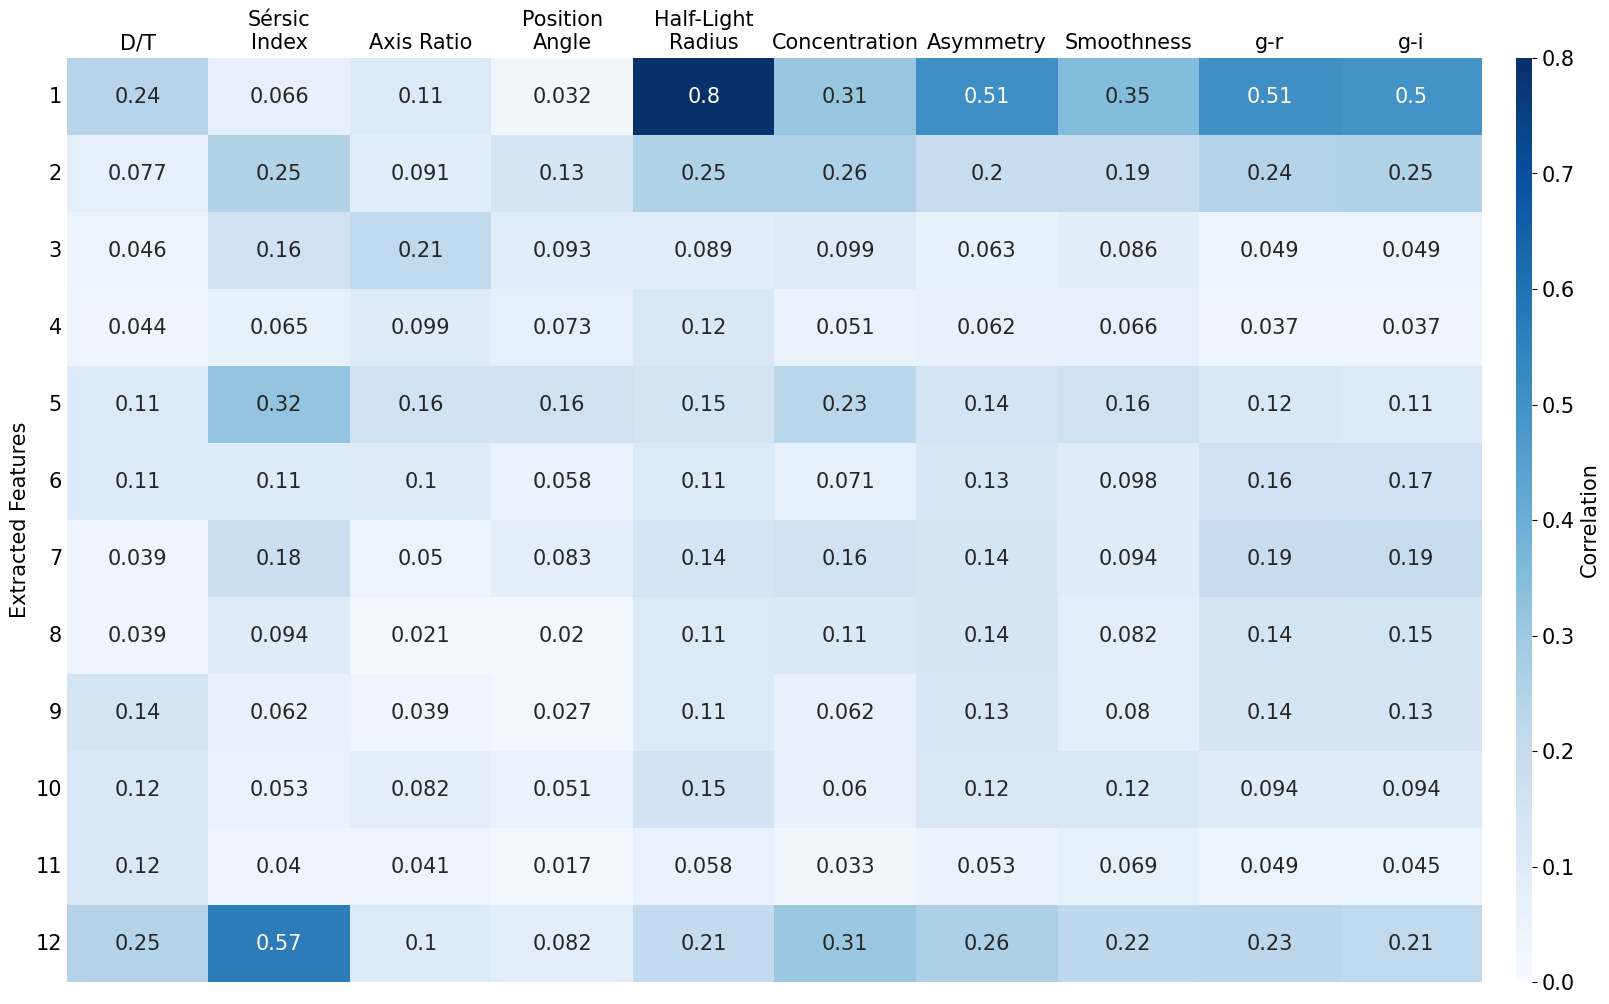 Sérsic
Index
Position
Angle
Half-Light
Radius
D/T
Axis Ratio
Concentration
Asymmetry
Smoothness
g-r
g-i
1 0.24 0.066 0.11 0.032 0.8 0.31 0.51 0.35 0.51 0.5
2 0.077 0.25 0.091 0.13 0.25 0.26 0.2 0.19 0.24 0.25
3 0.046 0.16 0.21 0.093 0.089 0.099 0.063 0.086 0.049 0.049
4 0.044 0.065 0.099 0.073 0.12 0.051 0.062 0.066 0.037 0.037
5 0.11 0.32 0.16 0.16 0.15 0.23 0.14 0.16 0.12 0.11
6 0.11 0.11 0.1 0.058 0.11 0.071 0.13 0.098 0.16 0.17
7 0.039 0.18 0.05 0.083 0.14 0.16 0.14 0.094 0.19 0.19
8 0.039 0.094 0.021 0.02 0.11 0.11 0.14 0.082 0.14 0.15
9 0.14 0.062 0.039 0.027 0.11 0.062 0.13 0.08 0.14 0.13
10 0.12 0.053 0.082 0.051 0.15 0.06 0.12 0.12 0.094 0.094
11 0.12 0.04 0.041 0.017 0.058 0.033 0.053 0.069 0.049 0.045
12 0.25 0.57 0.1 0.082 0.21 0.31 0.26 0.22 0.23 0.21
Extracted Features
0.8
0.7
0.6
0.5
0.4
0.3
0.2
0.1
0.0
Correlation